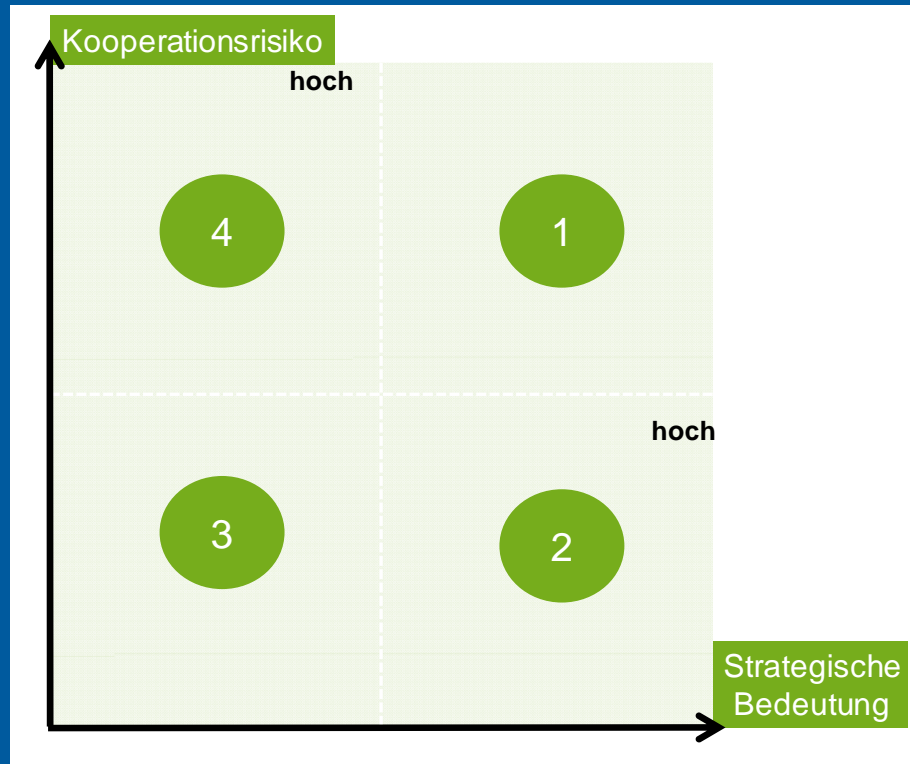 Kooperationsrisiko
hoch
4
1
hoch
3
2
Strategische
Bedeutung